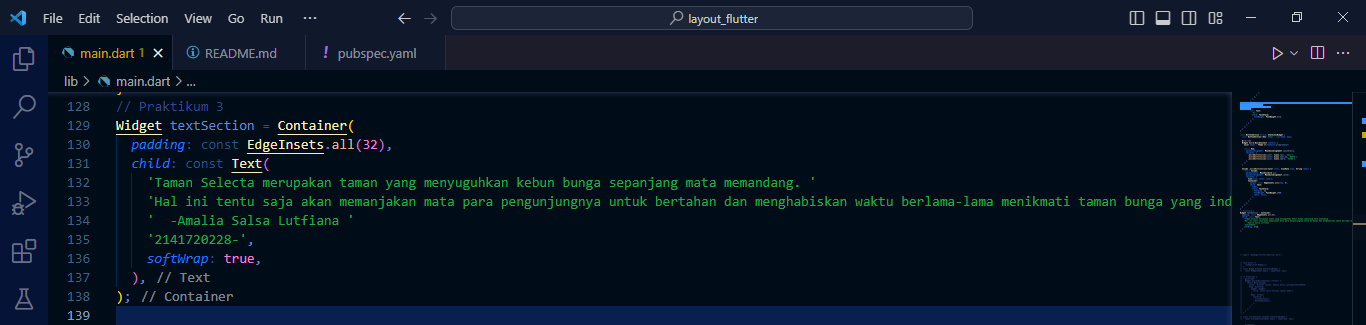 File Edit Selection View Go Run ... layout_flutter
main.dart 1 README.md pubspec.yaml
lib > main.dart > ...
128 // Praktikum 3
129 Widget textSection = Container(
130 padding: const EdgeInsets.all(32),
131 child: const Text(
132 'Taman Selecta merupakan taman yang menyuguhkan kebun bunga sepanjang mata memandang. '
133 'Hal ini tentu saja akan memanjakan mata para pengunjungnya untuk bertahan dan menghabiskan waktu berlama-lama menikmati taman bunga yang ind
134 ' -Amalia Salsa Lutfiana '
135 '2141720228-',
136 softWrap: true,
137 ), // Text
138 ); // Container
139